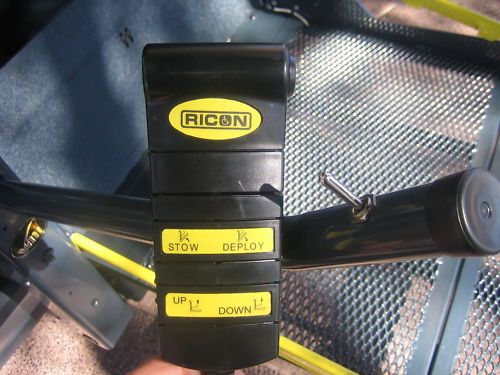 RICON
STOW DEPLOY
UP DOWN